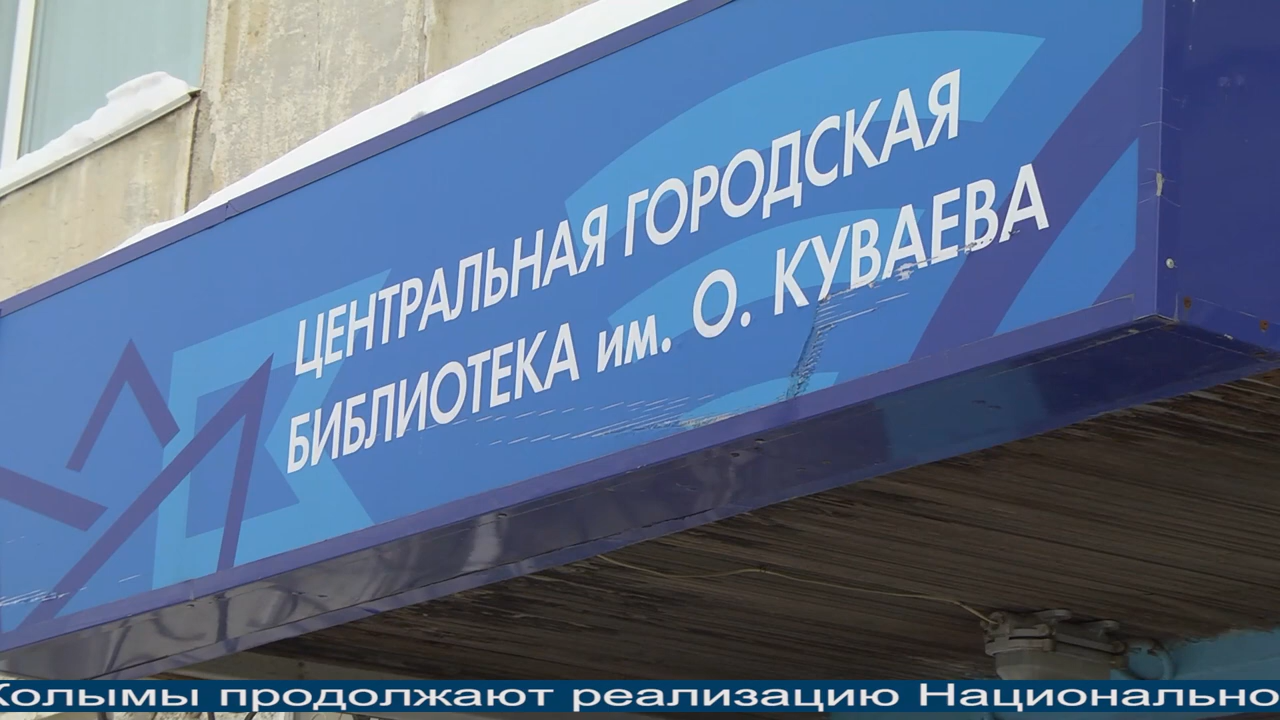 ЦЕНТРАЛЬНАЯ ГОРОДСКАЯ
БИБЛИОТЕКА им. О. КУВАЕВА
Колымы продолжают реализацию Национально